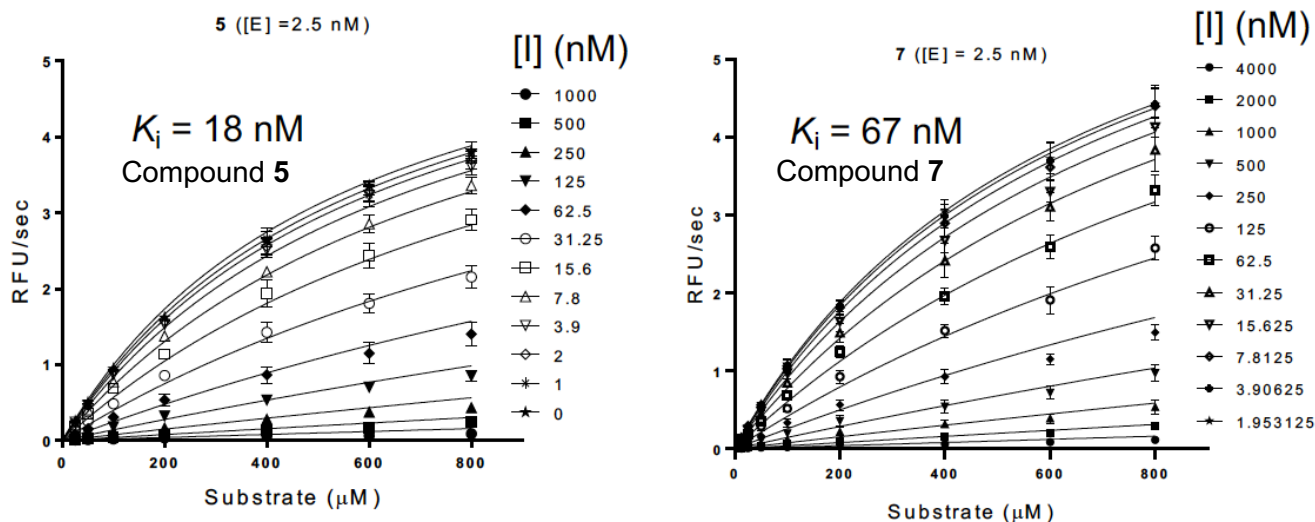 5 ([E] =2.5 nM)
[I] (nM)
5
4
3
2
1
0
RFU/sec
Ki = 18 nM
Compound 5
0 200 400 600 800
Substrate (μM)
1000
500
250
125
62.5
31.25
15.6
7.8
3.9
2
1
0
7 ([E] = 2.5 nM)
[I] (nM)
5
4
3
2
1
0
RFU/sec
Ki = 67 nM
Compound 7
0 200 400 600 800
Substrate (μM)
4000
2000
1000
500
250
125
62.5
31.25
15.625
7.8125
3.90625
1.953125